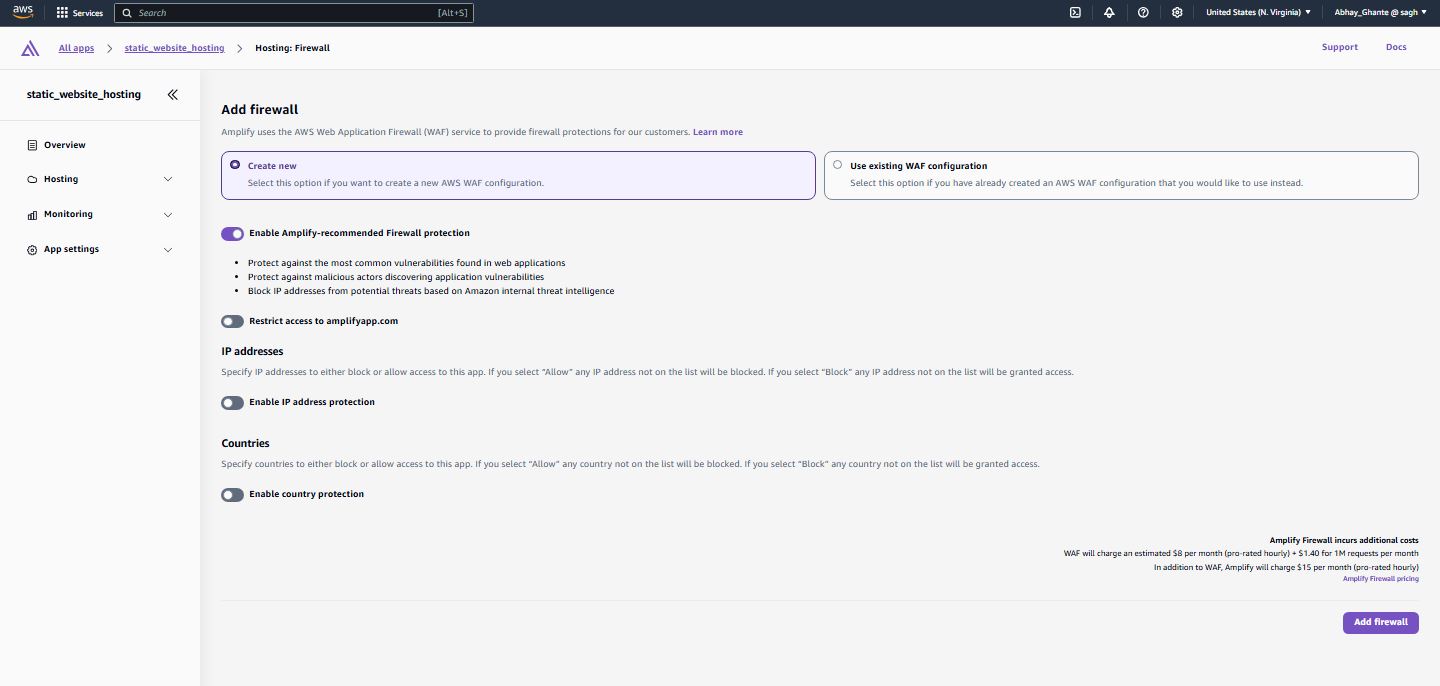 aws
Services
Search
[Alt+S]
United States (N. Virginia)
Abhay_Ghante @ sagh
All apps
static_website_hosting
Hosting: Firewall
Support
Docs
static_website_hosting
Overview
Hosting
Monitoring
App settings
Add firewall
Amplify uses the AWS Web Application Firewall (WAF) service to provide firewall protections for our customers. Learn more
Create new
Select this option if you want to create a new AWS WAF configuration.
Use existing WAF configuration
Select this option if you have already created an AWS WAF configuration that you would like to use instead.
Enable Amplify-recommended Firewall protection
• Protect against the most common vulnerabilities found in web applications
• Protect against malicious actors discovering application vulnerabilities
• Block IP addresses from potential threats based on Amazon internal threat intelligence
Restrict access to amplifyapp.com
IP addresses
Specify IP addresses to either block or allow access to this app. If you select “Allow” any IP address not on the list will be blocked. If you select “Block” any IP address not on the list will be granted access.
Enable IP address protection
Countries
Specify countries to either block or allow access to this app. If you select “Allow” any country not on the list will be blocked. If you select “Block” any country not on the list will be granted access.
Enable country protection
Amplify Firewall incurs additional costs
WAF will charge an estimated $8 per month (pro-rated hourly) + $1.40 for 1M requests per month
In addition to WAF, Amplify will charge $15 per month (pro-rated hourly)
Amplify Firewall pricing
Add firewall